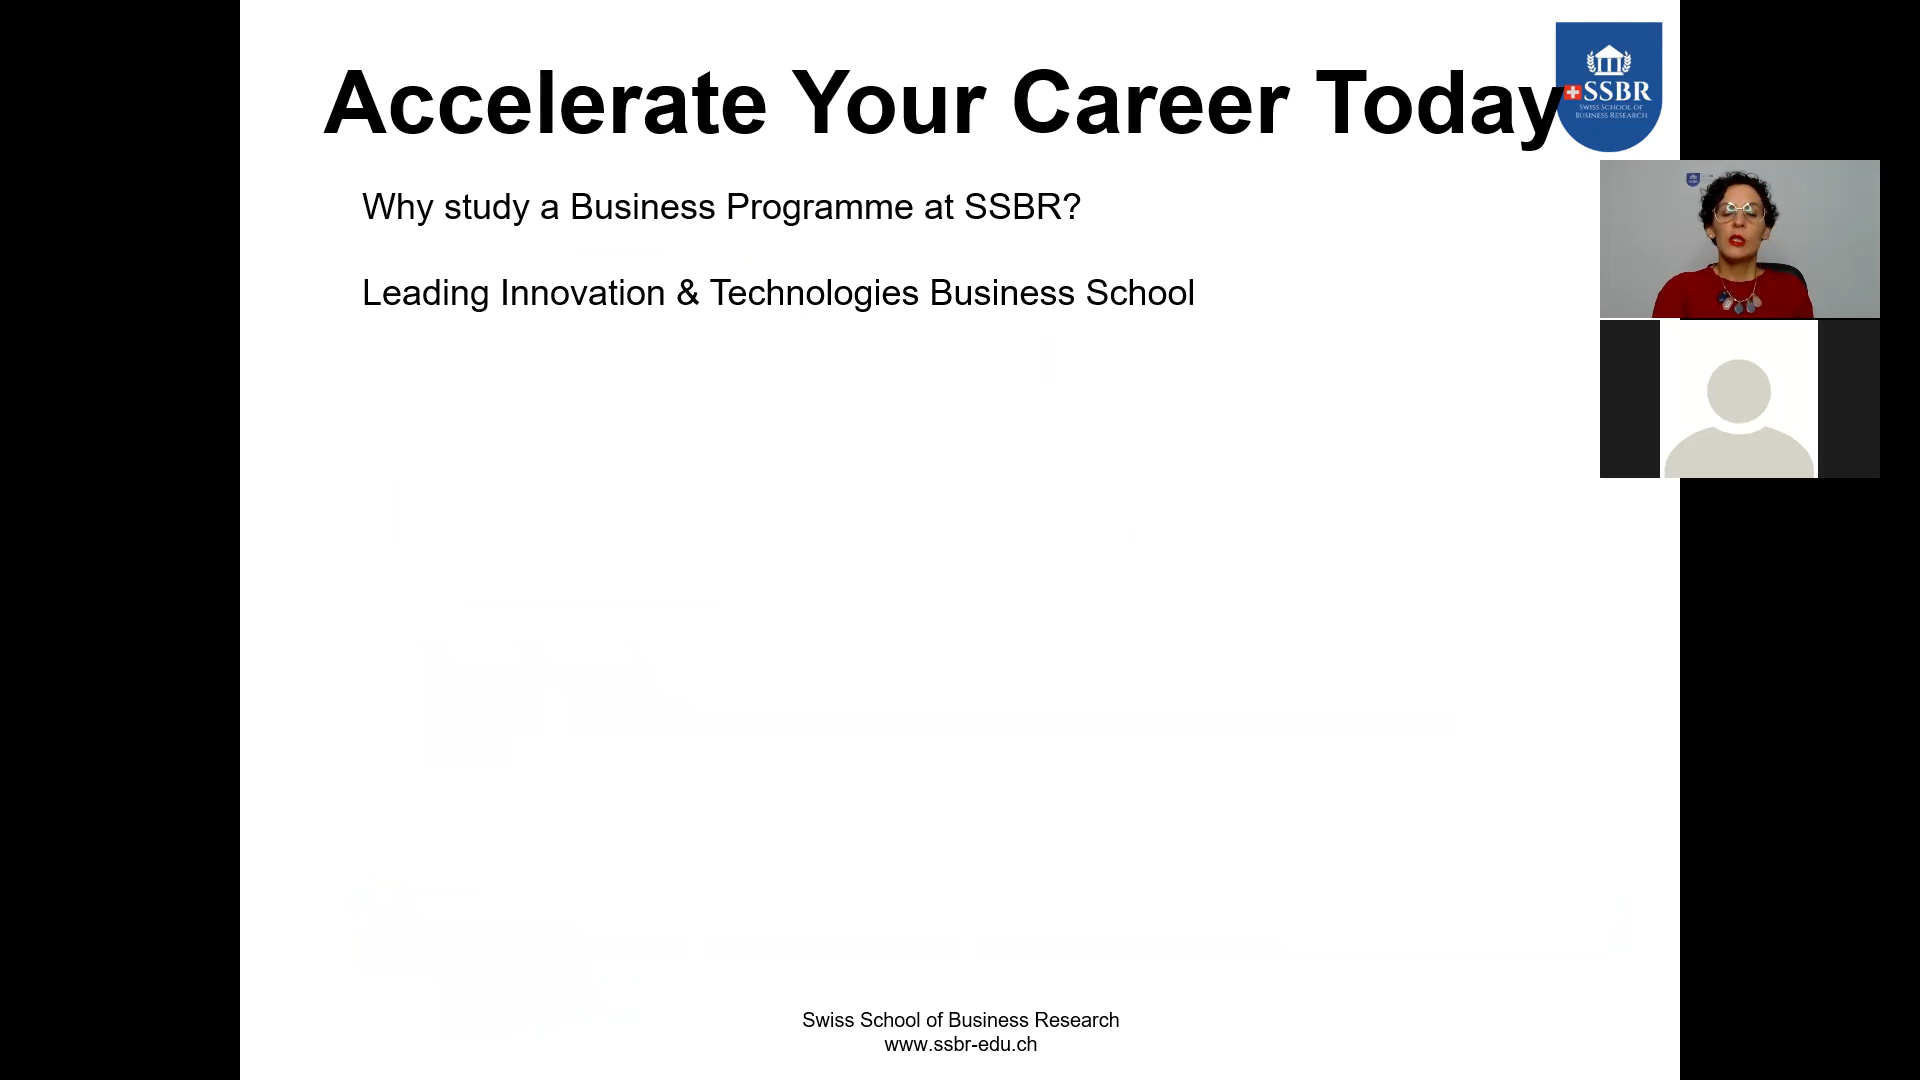 Accelerate Your Career Today
SSBR
SWISS SCHOOL OF
BUSINESS RESEARCH
Why study a Business Programme at SSBR?
Leading Innovation & Technologies Business School
Swiss School of Business Research
www.ssbr-edu.ch